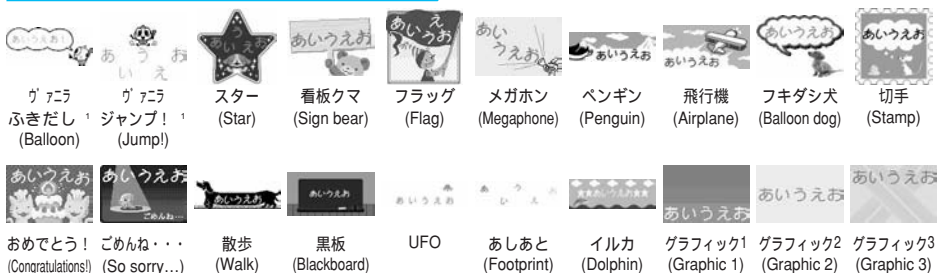 あいうえお!
あ う お
い え
あ う
い え お
あいうえお
あ え
いうお
あい
うえお
あいうえお
あいうえお
あいうえお
あいうえお
ヴァニラ ヴァニラ スター 看板クマ フラッグ メガホン ペンギン 飛行機 フキダシ犬 切手
ふきだし 1 ジャンプ! 1 (Star) (Sign bear) (Flag) (Megaphone) (Penguin) (Airplane) (Balloon dog) (Stamp)
(Balloon) (Jump!)
あいうえお あいうえお
ごめんね…
あいうえお
あいうえお
あいうえお
★★あいうえお★★
あいうえお
あいうえお
あいうえお
おめでとう! ごめんね・・・ 散歩 黒板 UFO あしあと イルカ グラフィック1 グラフィック2 グラフィック3
(Congratulations!) (So sorry…) (Walk) (Blackboard) (Footprint) (Dolphin) (Graphic 1) (Graphic 2) (Graphic 3)